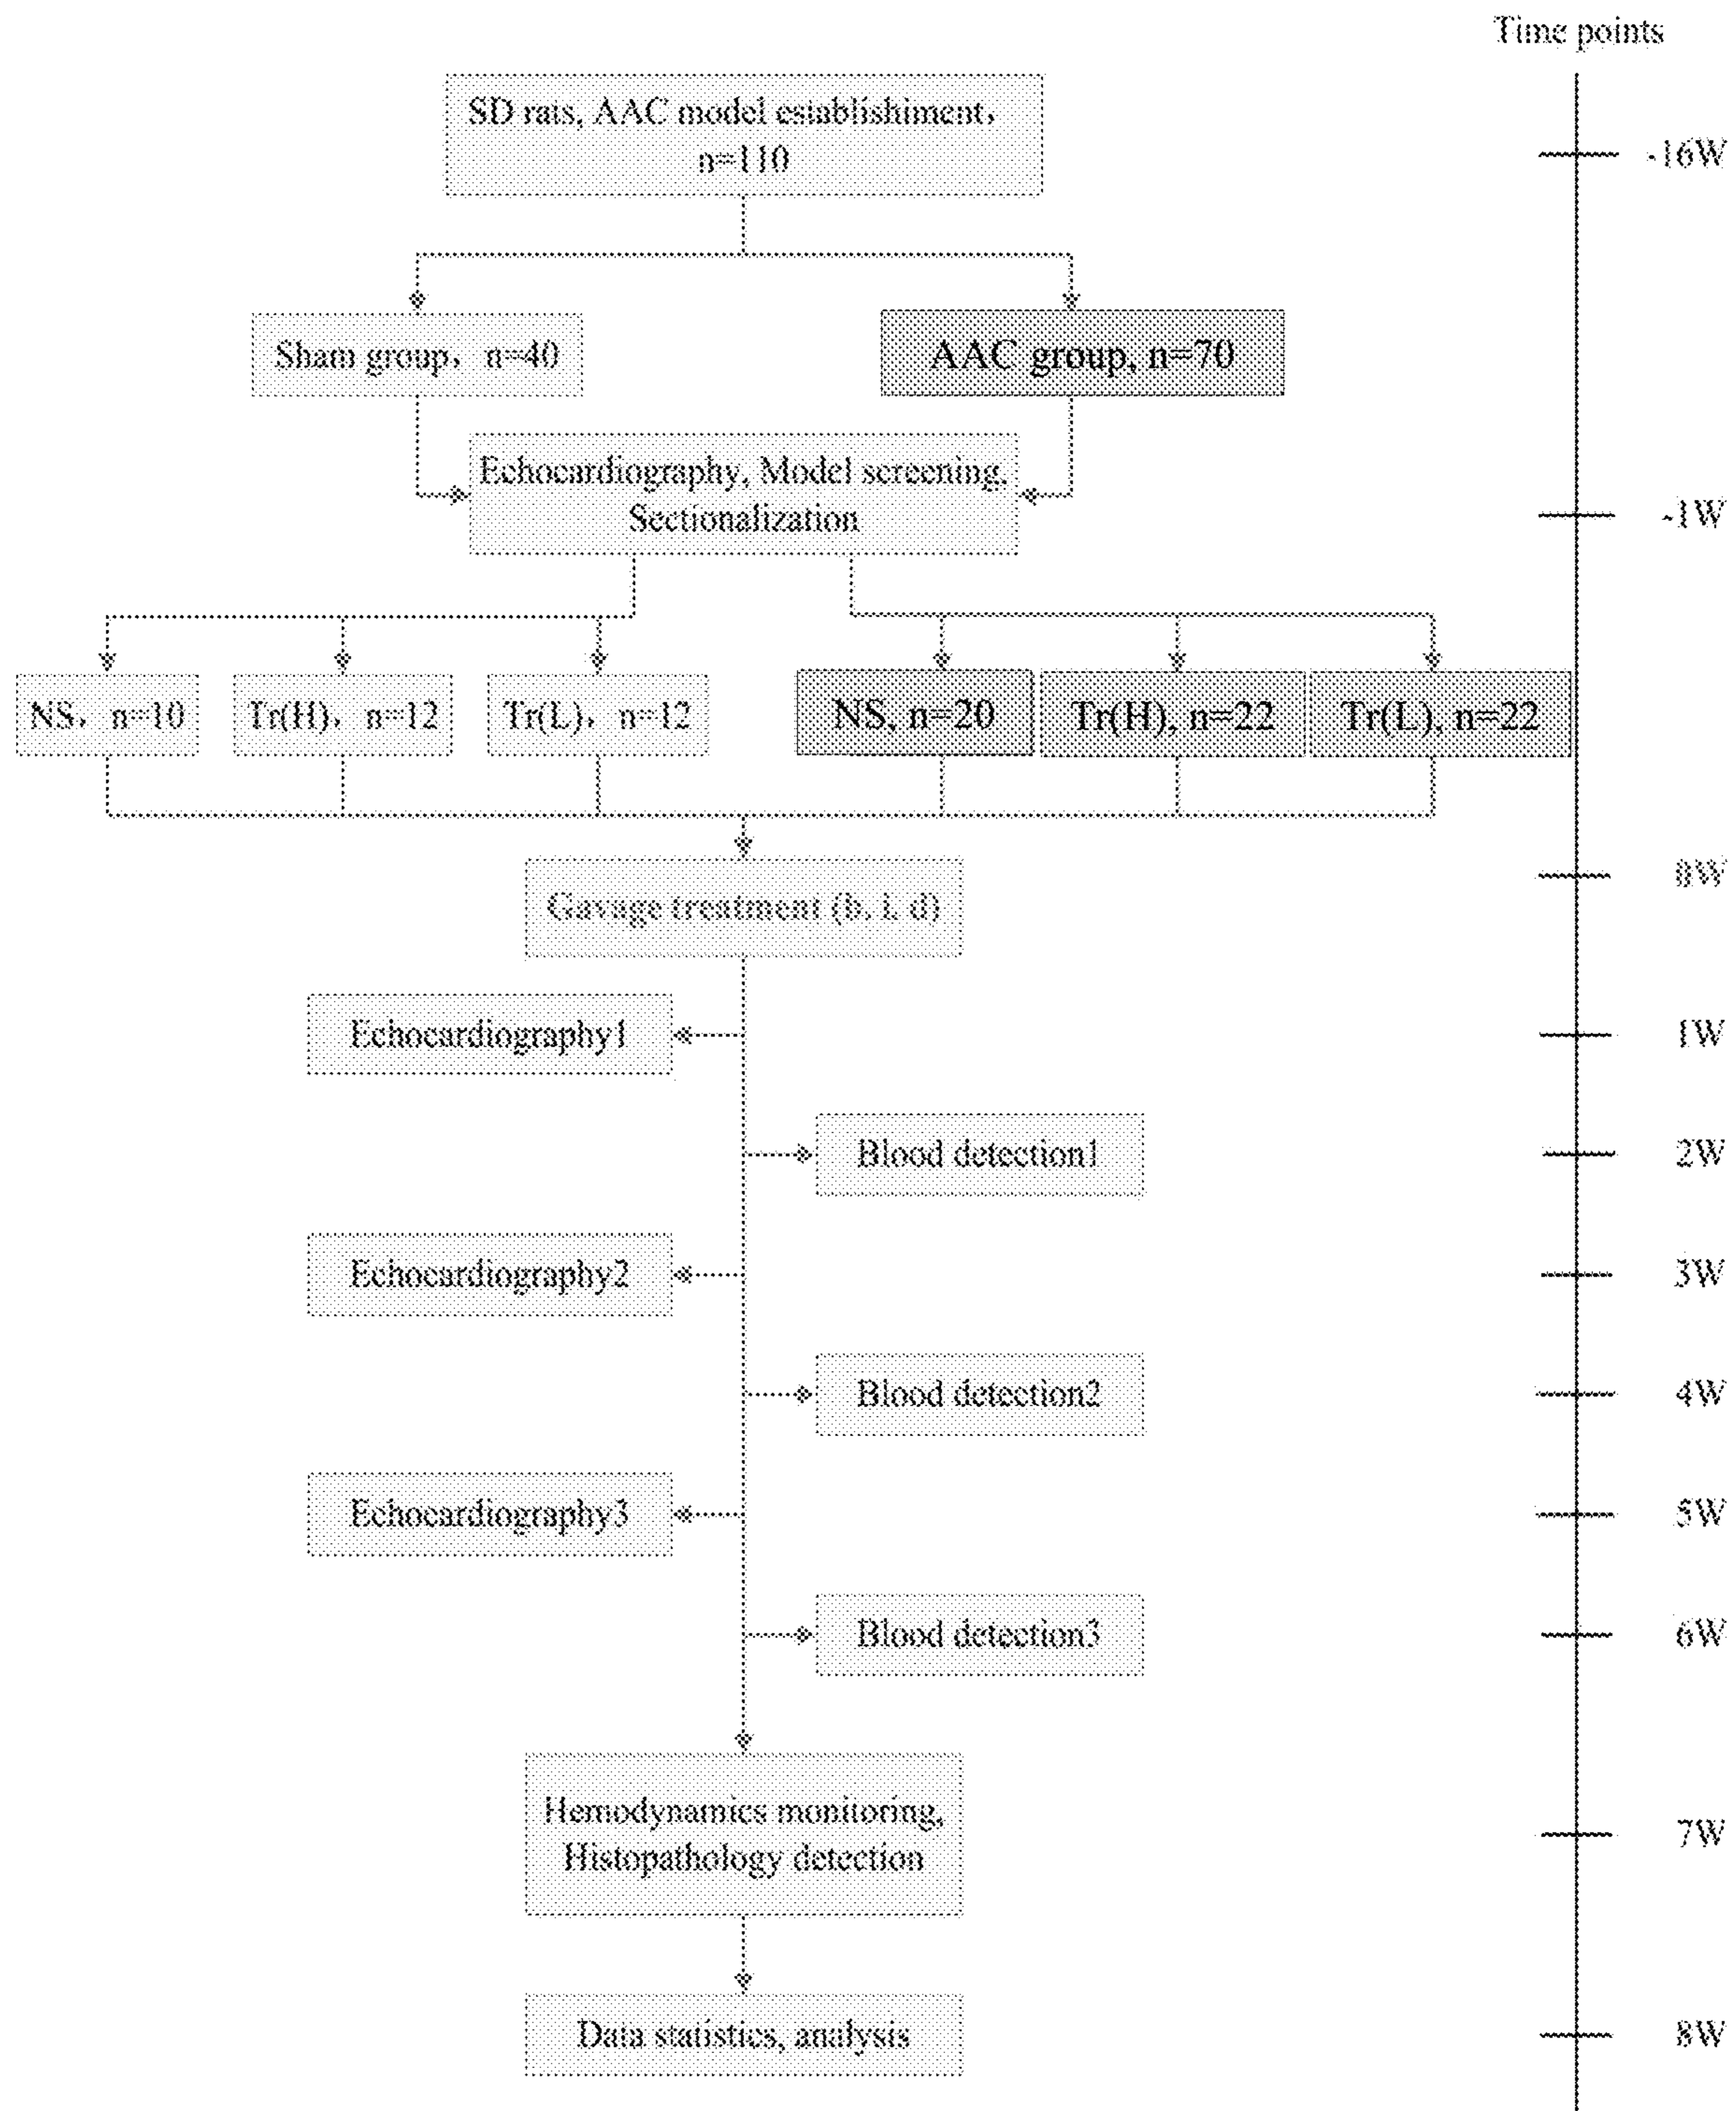 Time points
SD rats, AAC model establishiment，
n=110
-16W
Sham group，n=40
AAC group, n=70
Echocardiography, Model screening,
Sectionalization
-1W
NS，n=10
Tr(H)，n=12
Tr(L)，n=12
NS, n=20
Tr(H), n=22
Tr(L), n=22
0W
Gavage treatment (b. i. d)
Echocardiography1
1W
Blood detection1
2W
Echocardiography2
3W
Blood detection2
4W
Echocardiography3
5W
Blood detection3
6W
Hemodynamics monitoring,
Histopathology detection
7W
Data statistics, analysis
8W